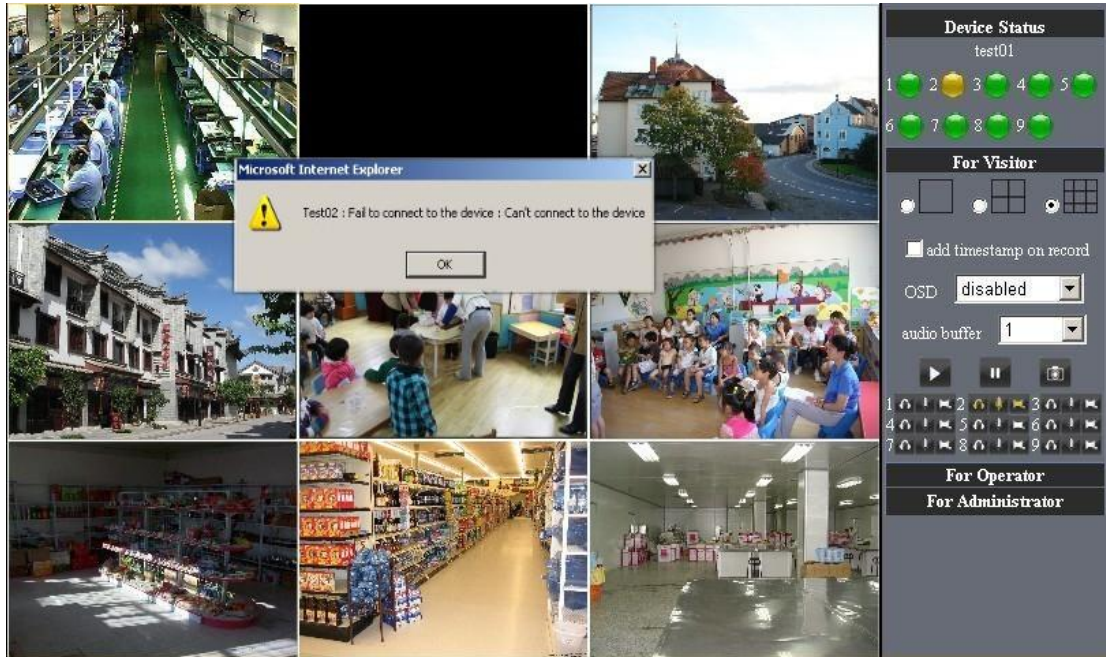 Microsoft Internet Explorer
Test02 : Fail to connect to the device : Can't connect to the device
OK
Device Status
test01
1 2 3 4 5
6 7 8 9
For Visitor
add timestamp on record
OSD disabled
audio buffer 1
1 2 3
4 5 6
7 8 9
For Operator
For Administrator